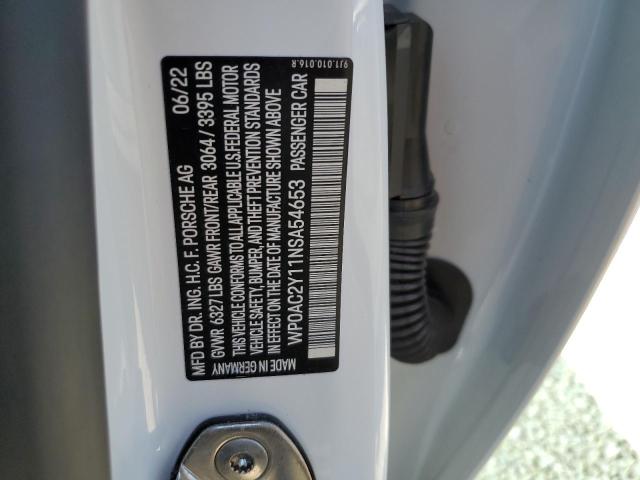 MFD BY DR. ING. H.C. F. PORSCHE AG 06/22
GVWR 6327 LBS GAWR FRONT/REAR 3064 / 3395 LBS
THIS VEHICLE CONFORMS TO ALL APPLICABLE U.S. FEDERAL MOTOR
VEHICLE SAFETY, BUMPER, AND THEFT PREVENTION STANDARDS
IN EFFECT ON THE DATE OF MANUFACTURE SHOWN ABOVE
WP0AC2Y11NSA54653 PASSENGER CAR
MADE IN GERMANY
9J1.010.016.R